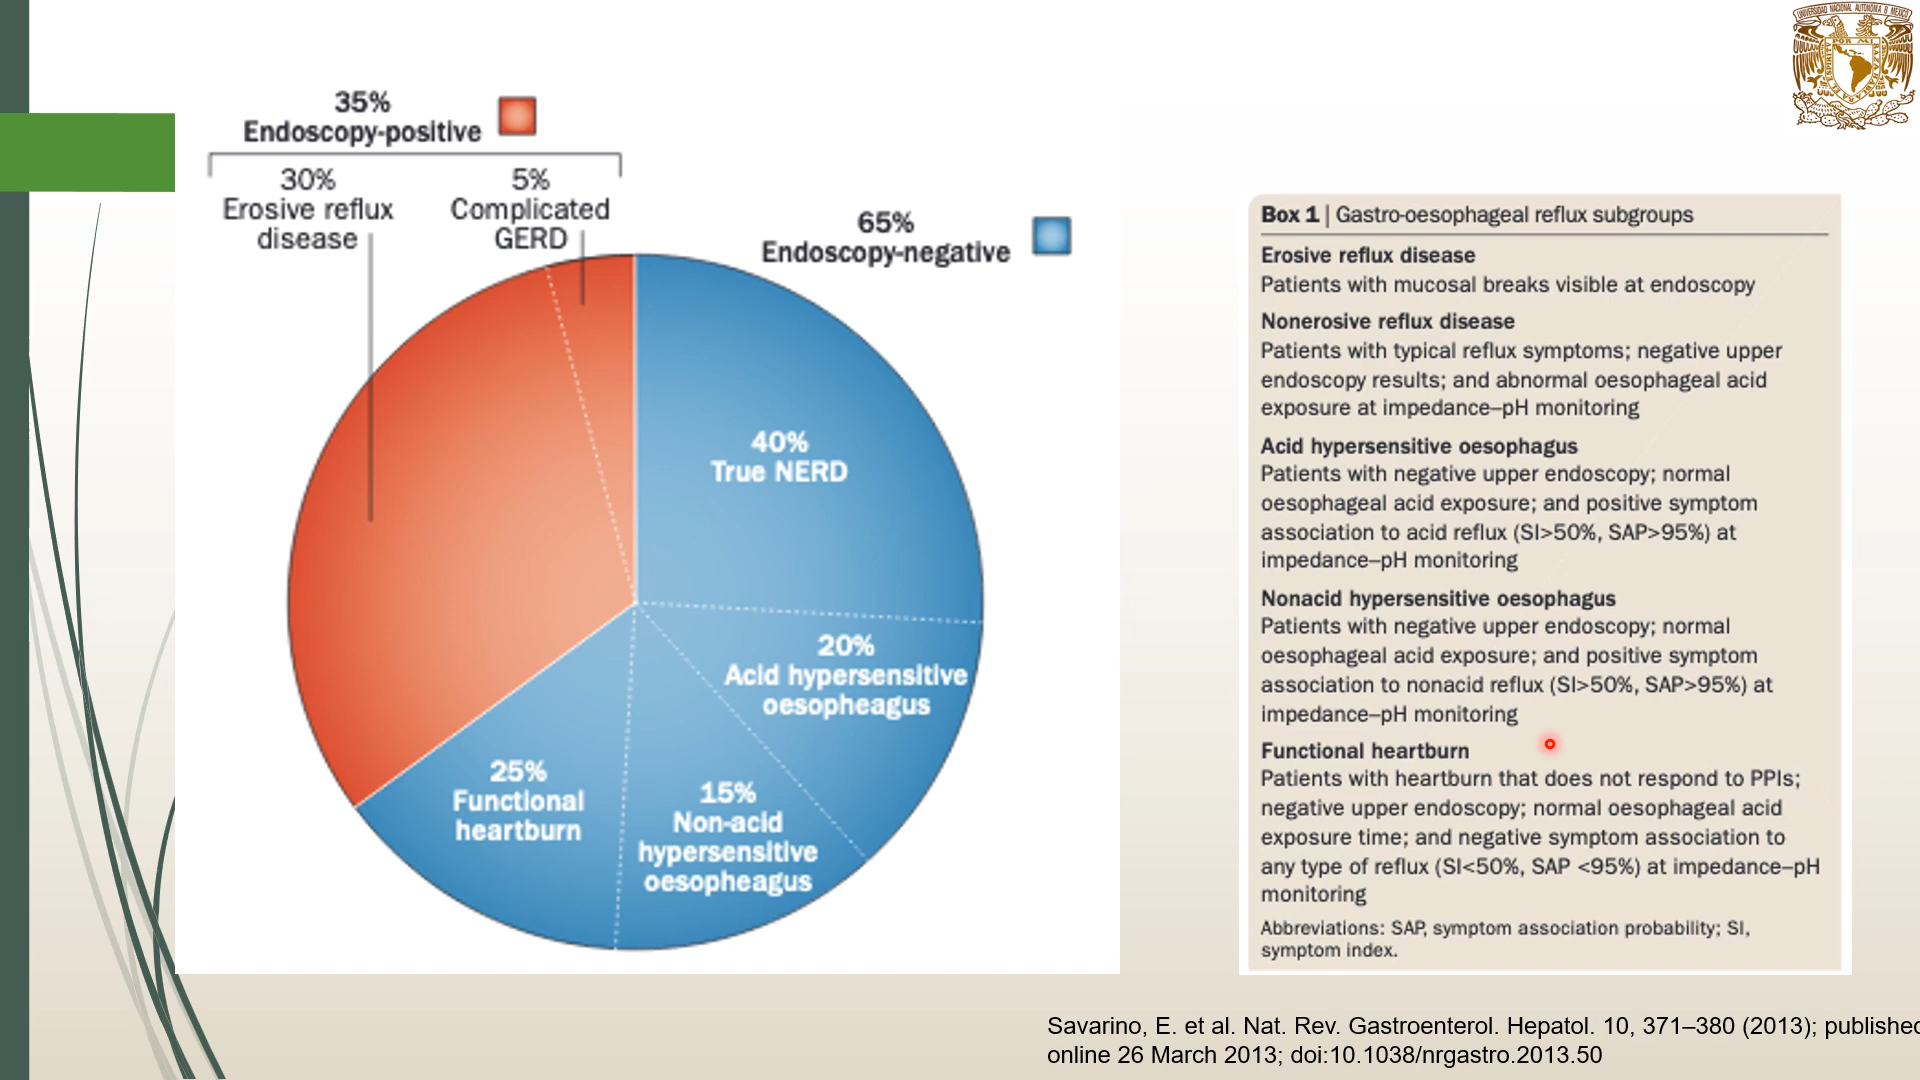 UNIVERSIDAD NACIONAL AUTONOMA
35%
Endoscopy-positive
30%
Erosive reflux
disease
5%
Complicated
GERD
65%
Endoscopy-negative
40%
True NERD
20%
Acid hypersensitive
oesopheagus
15%
Non-acid
hypersensitive
oesopheagus
25%
Functional
heartburn
Box 1 | Gastro-oesophageal reflux subgroups
Erosive reflux disease
Patients with mucosal breaks visible at endoscopy
Nonerosive reflux disease
Patients with typical reflux symptoms; negative upper
endoscopy results; and abnormal oesophageal acid
exposure at impedance–pH monitoring
Acid hypersensitive oesophagus
Patients with negative upper endoscopy; normal
oesophageal acid exposure; and positive symptom
association to acid reflux (SI>50%, SAP>95%) at
impedance–pH monitoring
Nonacid hypersensitive oesophagus
Patients with negative upper endoscopy; normal
oesophageal acid exposure; and positive symptom
association to nonacid reflux (SI>50%, SAP>95%) at
impedance–pH monitoring
Functional heartburn
Patients with heartburn that does not respond to PPIs;
negative upper endoscopy; normal oesophageal acid
exposure time; and negative symptom association to
any type of reflux (SI<50%, SAP <95%) at impedance–pH
monitoring
Abbreviations: SAP, symptom association probability; SI,
symptom index.
Savarino, E. et al. Nat. Rev. Gastroenterol. Hepatol. 10, 371–380 (2013); published
online 26 March 2013; doi:10.1038/nrgastro.2013.50